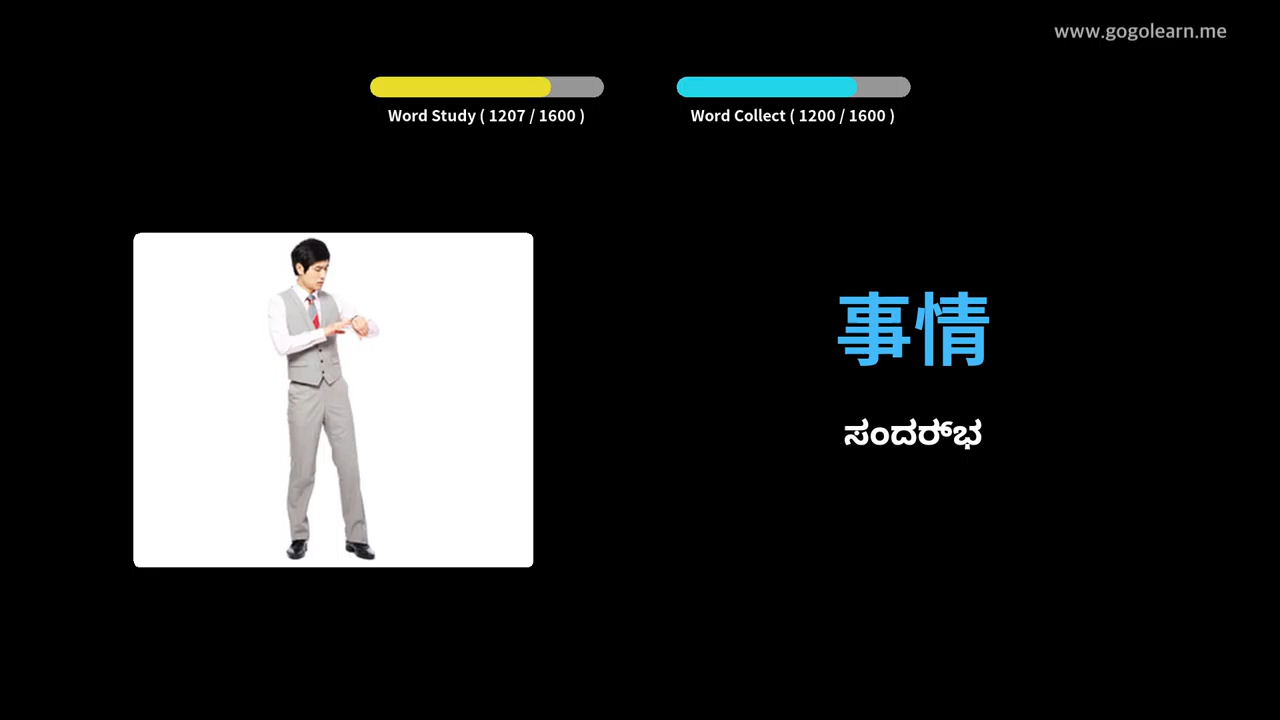 www.gogolearn.me
Word Study ( 1207 / 1600 )
Word Collect ( 1200 / 1600 )
事情
ಸಂದರ್ಭ